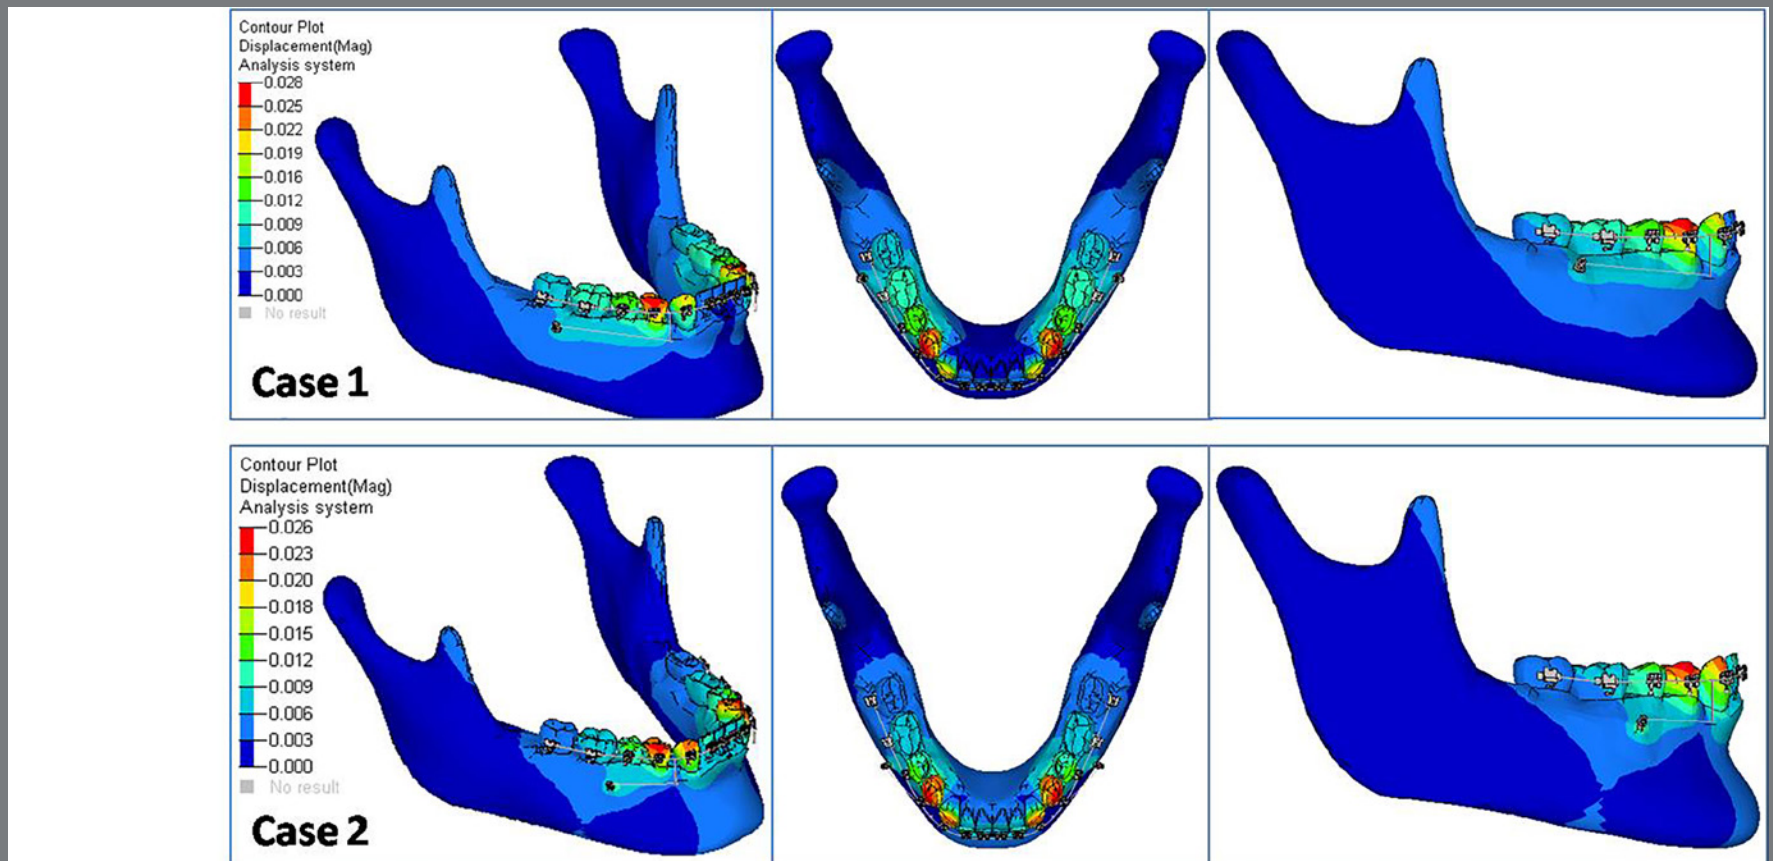 Contour Plot
Displacement(Mag)
Analysis system
0.028
0.025
0.022
0.019
0.016
0.012
0.009
0.006
0.003
0.000
No result
Case 1
Contour Plot
Displacement(Mag)
Analysis system
0.026
0.023
0.020
0.018
0.015
0.012
0.009
0.006
0.003
0.000
No result
Case 2